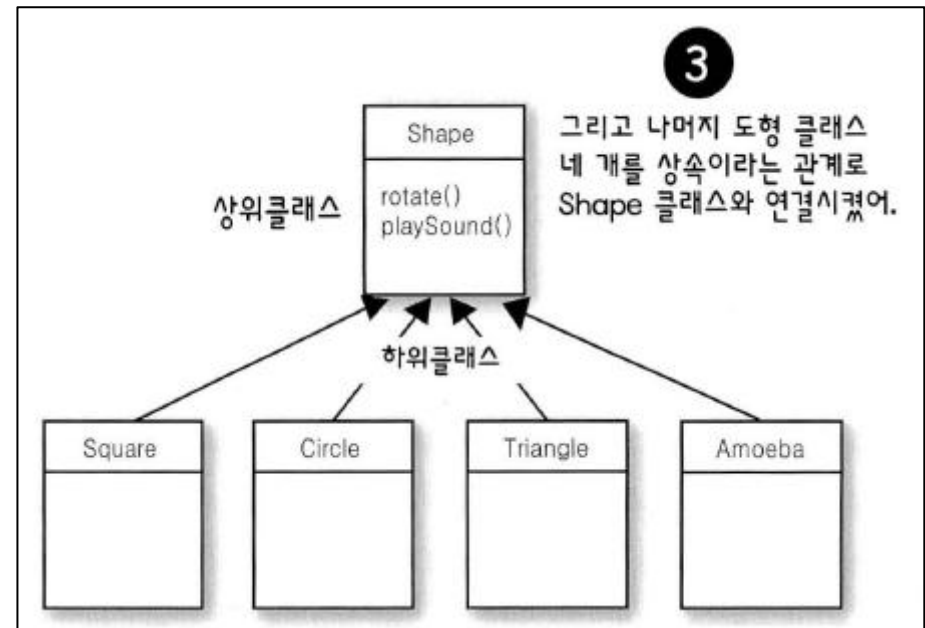 3
그리고 나머지 도형 클래스
네 개를 상속이라는 관계로
Shape 클래스와 연결시켰어.
Shape
rotate()
playSound()
상위클래스
하위클래스
Square
Circle
Triangle
Amoeba